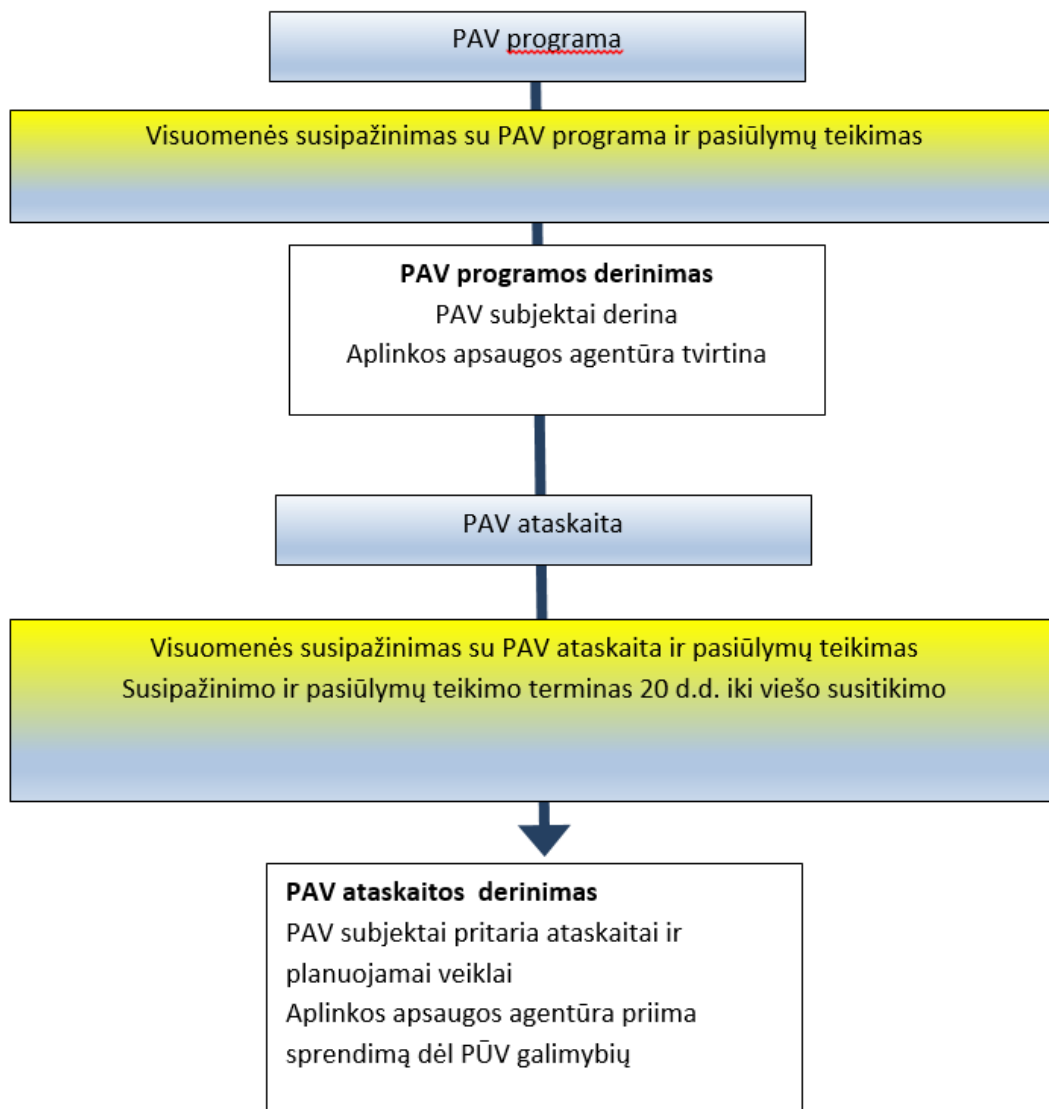 PAV programa
Visuomenės susipažinimas su PAV programa ir pasiūlymų teikimas
PAV programos derinimas
PAV subjektai derina
Aplinkos apsaugos agentūra tvirtina
PAV ataskaita
Visuomenės susipažinimas su PAV ataskaita ir pasiūlymų teikimas
Susipažinimo ir pasiūlymų teikimo terminas 20 d.d. iki viešo susitikimo
PAV ataskaitos derinimas
PAV subjektai pritaria ataskaitai ir
planuojamai veiklai
Aplinkos apsaugos agentūra priima
sprendimą dėl PŪV galimybių